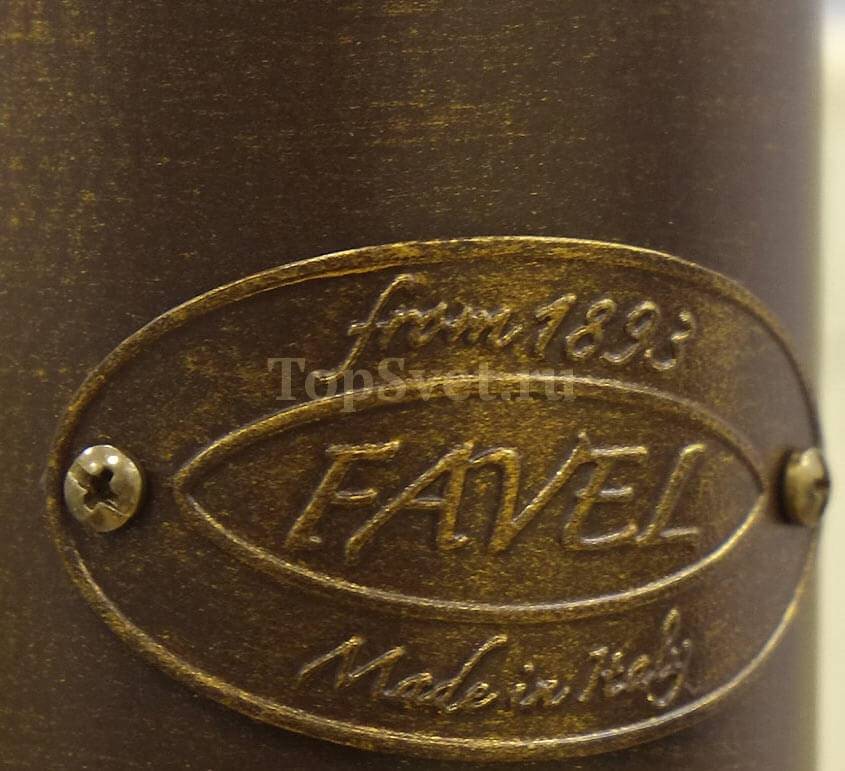 from 1893
TopSvet.ru
FAVEL
Made in Italy